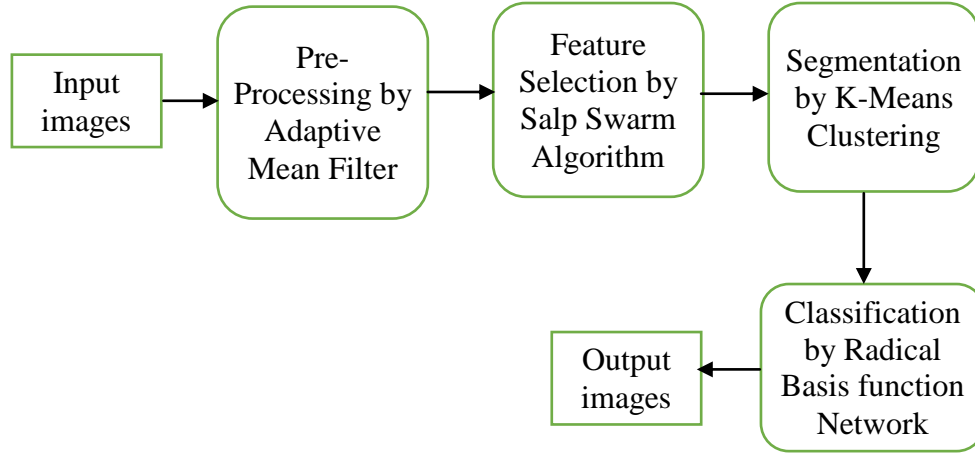 Input
images
Pre-
Processing by
Adaptive
Mean Filter
Feature
Selection by
Salp Swarm
Algorithm
Segmentation
by K-Means
Clustering
Classification
by Radical
Basis function
Network
Output
images